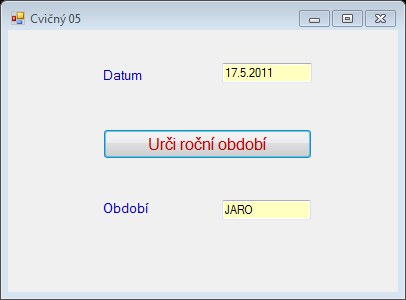 Cvičný 05
Datum 17.5.2011
Urči roční období
Období JARO